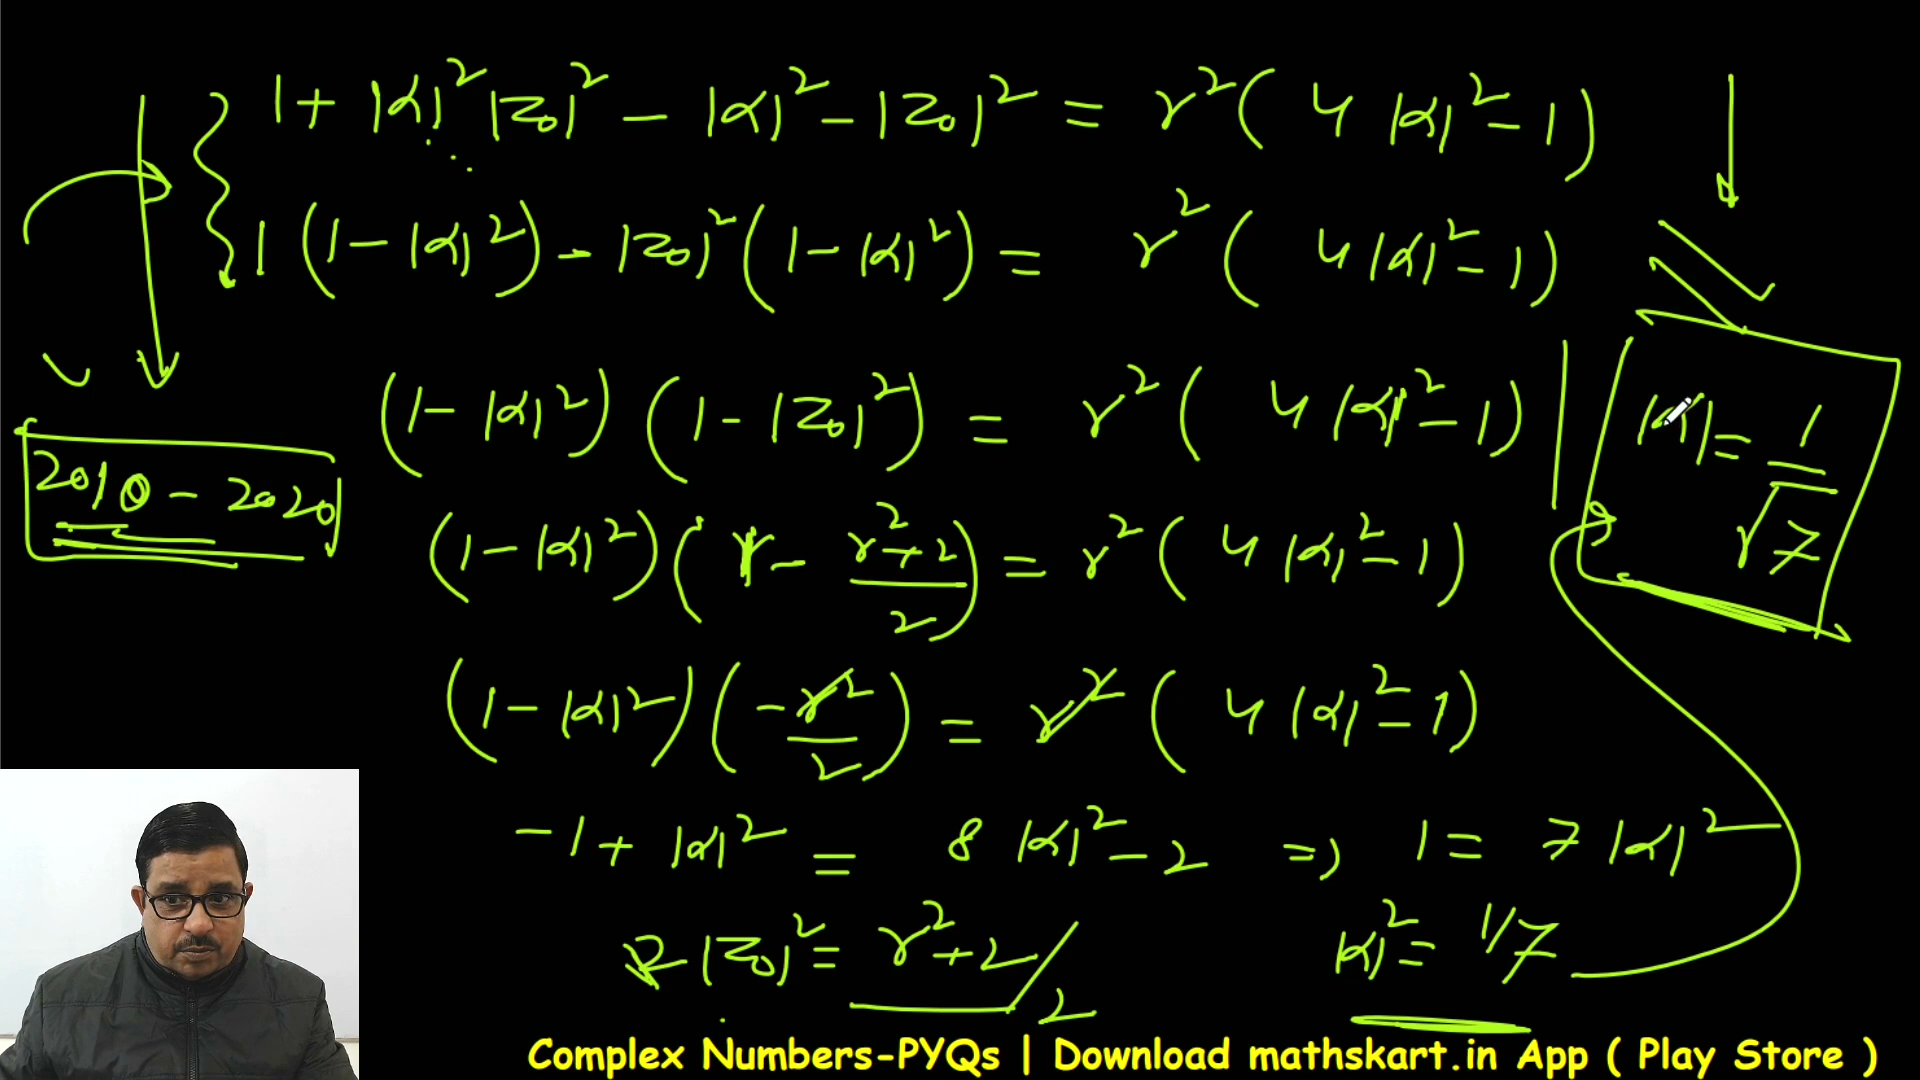 1 + |α|² |z₀|² − |α|² − |z₀|² = r² ( 4 |α|² − 1 )
1 ( 1 − |α|² ) − |z₀|² ( 1 − |α|² ) = r² ( 4 |α|² − 1 )
( 1 − |α|² ) ( 1 − |z₀|² ) = r² ( 4 |α|² − 1 )
|α| = 1/√7
2010 − 2020
( 1 − |α|² ) ( 1 − (r² + 2)/2 ) = r² ( 4 |α|² − 1 )
( 1 − |α|² ) ( −r²/2 ) = r² ( 4 |α|² − 1 )
−1 + |α|² = 8 |α|² − 2 ⇒ 1 = 7 |α|²
2 |z₀|² = r² + 2 / 2
|α|² = 1/7
Complex Numbers-PYQs | Download mathskart.in App ( Play Store )